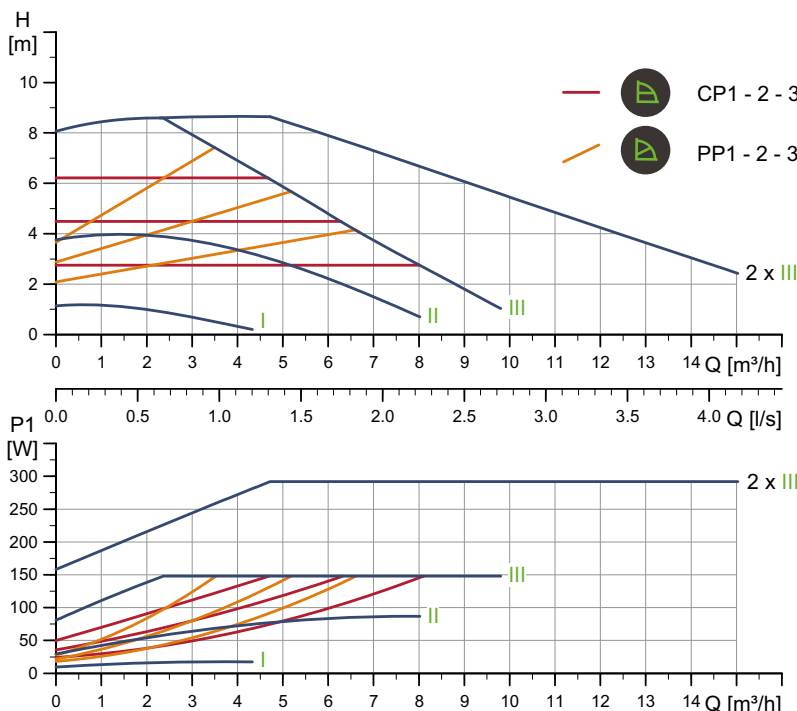 H
[m]
10
8
6
4
2
0
CP1 - 2 - 3
PP1 - 2 - 3
2 x III
I
II
III
0 1 2 3 4 5 6 7 8 9 10 11 12 13 14 Q [m³/h]
0.0 0.5 1.0 1.5 2.0 2.5 3.0 3.5 4.0 Q [l/s]
P1
[W]
300
250
200
150
100
50
0
2 x III
III
II
I
0 1 2 3 4 5 6 7 8 9 10 11 12 13 14 Q [m³/h]